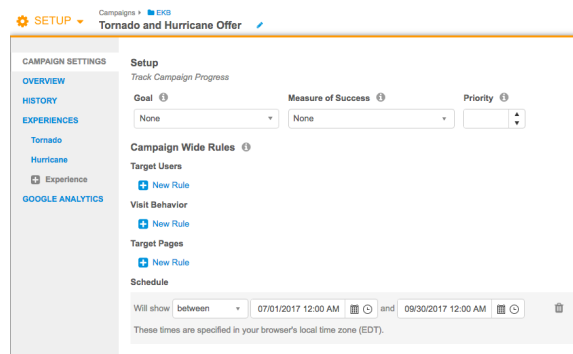 SETUP
Campaigns EKB
Tornado and Hurricane Offer
CAMPAIGN SETTINGS
OVERVIEW
HISTORY
EXPERIENCES
Tornado
Hurricane
Experience
GOOGLE ANALYTICS
Setup
Track Campaign Progress
Goal Measure of Success Priority
None None
Campaign Wide Rules
Target Users
New Rule
Visit Behavior
New Rule
Target Pages
New Rule
Schedule
Will show between 07/01/2017 12:00 AM and 09/30/2017 12:00 AM
These times are specified in your browser's local time zone (EDT).